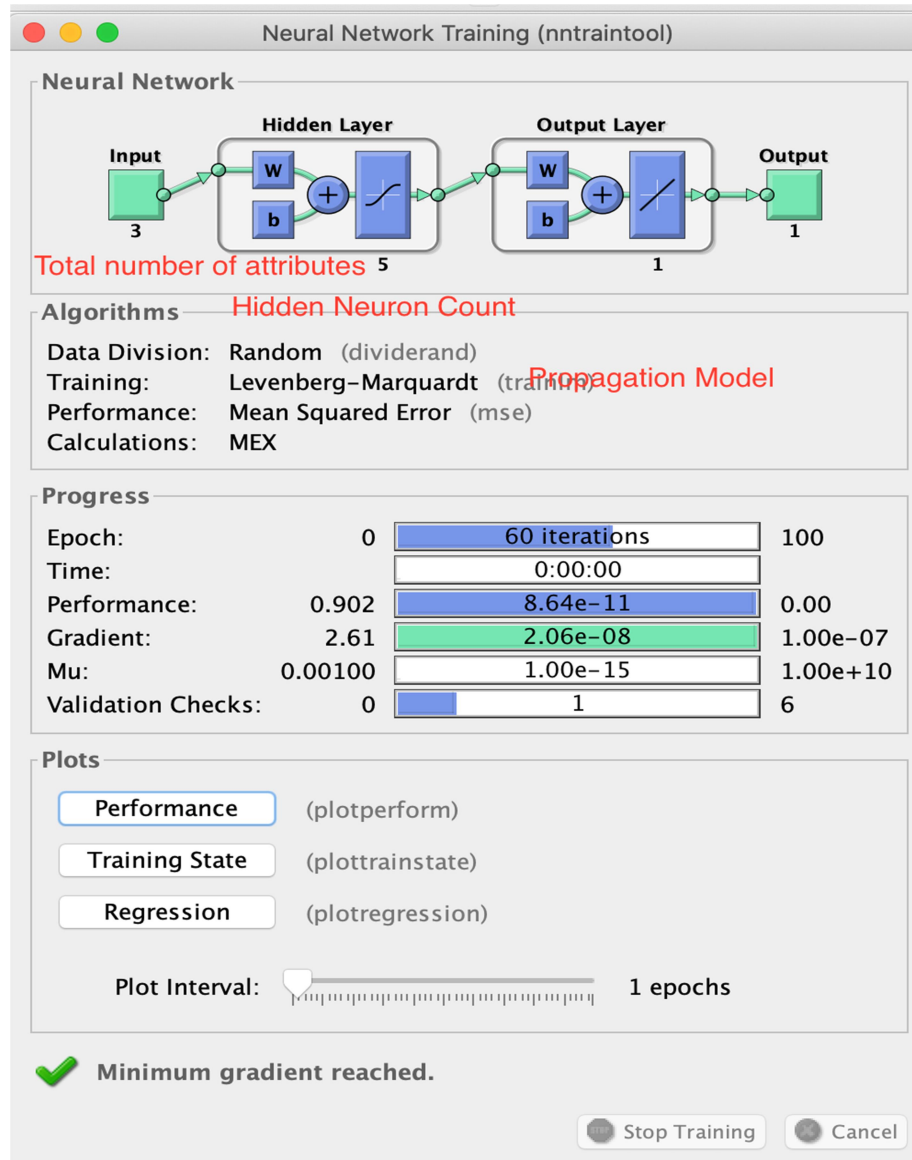 Neural Network Training (nntraintool)
Neural Network
Hidden Layer
Output Layer
Input
Output
W
b
+
W
b
+
3
1
Total number of attributes
5
1
Hidden Neuron Count
Algorithms
Data Division: Random (dividerand)
Training: Levenberg-Marquardt (trainlm)
Propagation Model
Performance: Mean Squared Error (mse)
Calculations: MEX
Progress
Epoch: 0 60 iterations 100
Time: 0:00:00
Performance: 0.902 8.64e-11 0.00
Gradient: 2.61 2.06e-08 1.00e-07
Mu: 0.00100 1.00e-15 1.00e+10
Validation Checks: 0 1 6
Plots
Performance (plotperform)
Training State (plottrainstate)
Regression (plotregression)
Plot Interval: 1 epochs
Minimum gradient reached.
STOP Stop Training Cancel